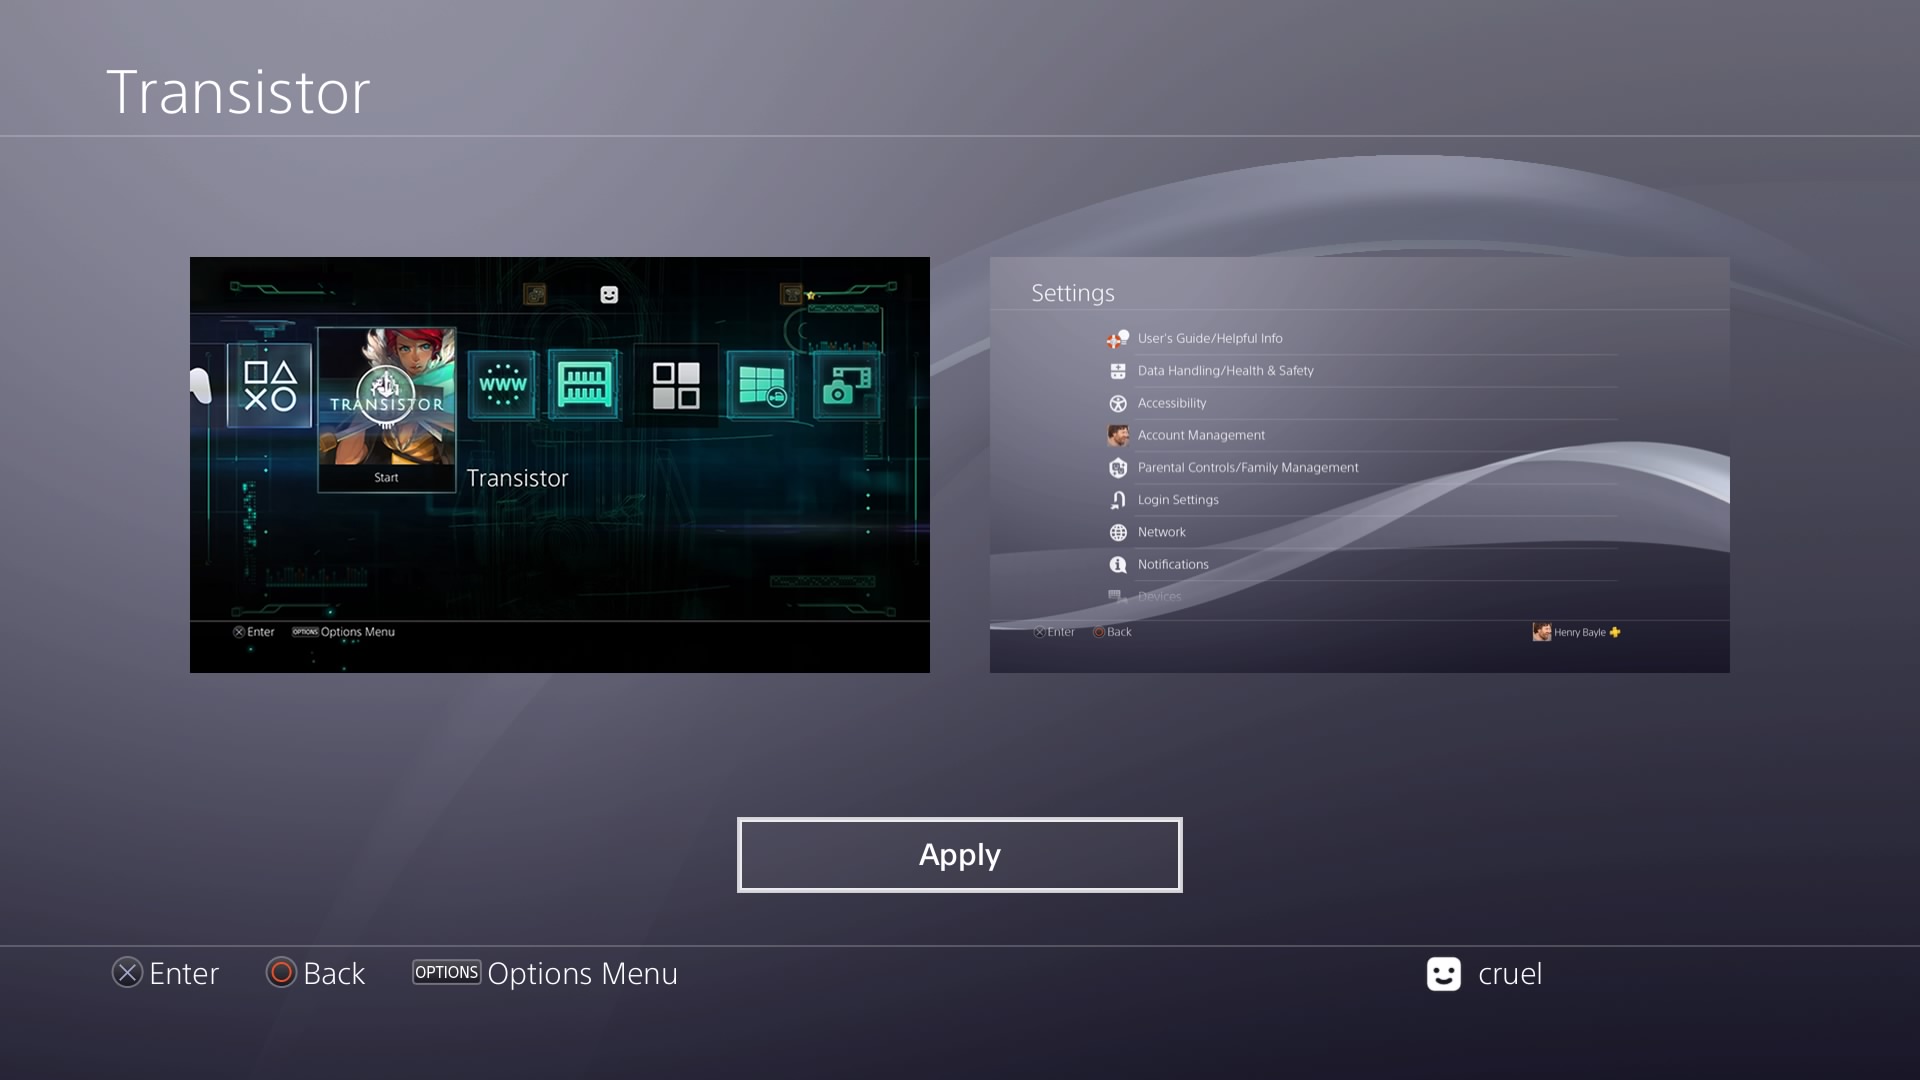 Transistor
WWW
TRANSISTOR
Start
Transistor
Enter
OPTIONS Options Menu
Settings
User's Guide/Helpful Info
Data Handling/Health & Safety
Accessibility
Account Management
Parental Controls/Family Management
Login Settings
Network
Notifications
Devices
Enter
Back
Henry Bayle
Apply
Enter
Back
OPTIONS Options Menu
cruel